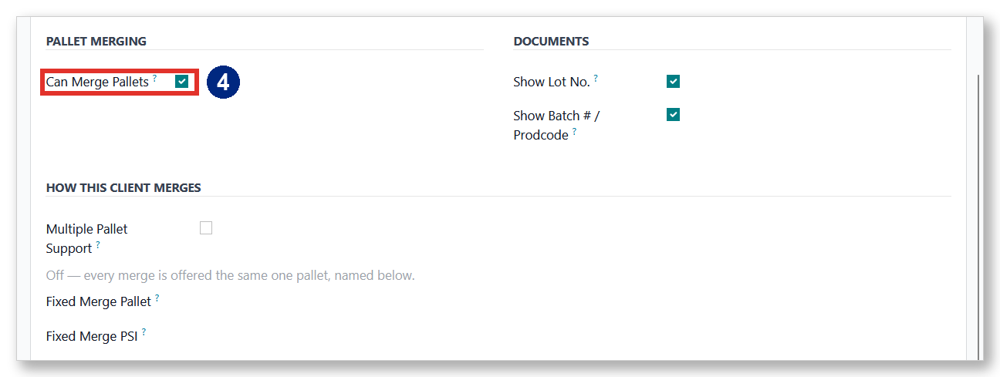 PALLET MERGING
DOCUMENTS
Can Merge Pallets ?
4
Show Lot No. ?
Show Batch # /
Prodcode ?
HOW THIS CLIENT MERGES
Multiple Pallet
Support ?
Off — every merge is offered the same one pallet, named below.
Fixed Merge Pallet ?
Fixed Merge PSI ?